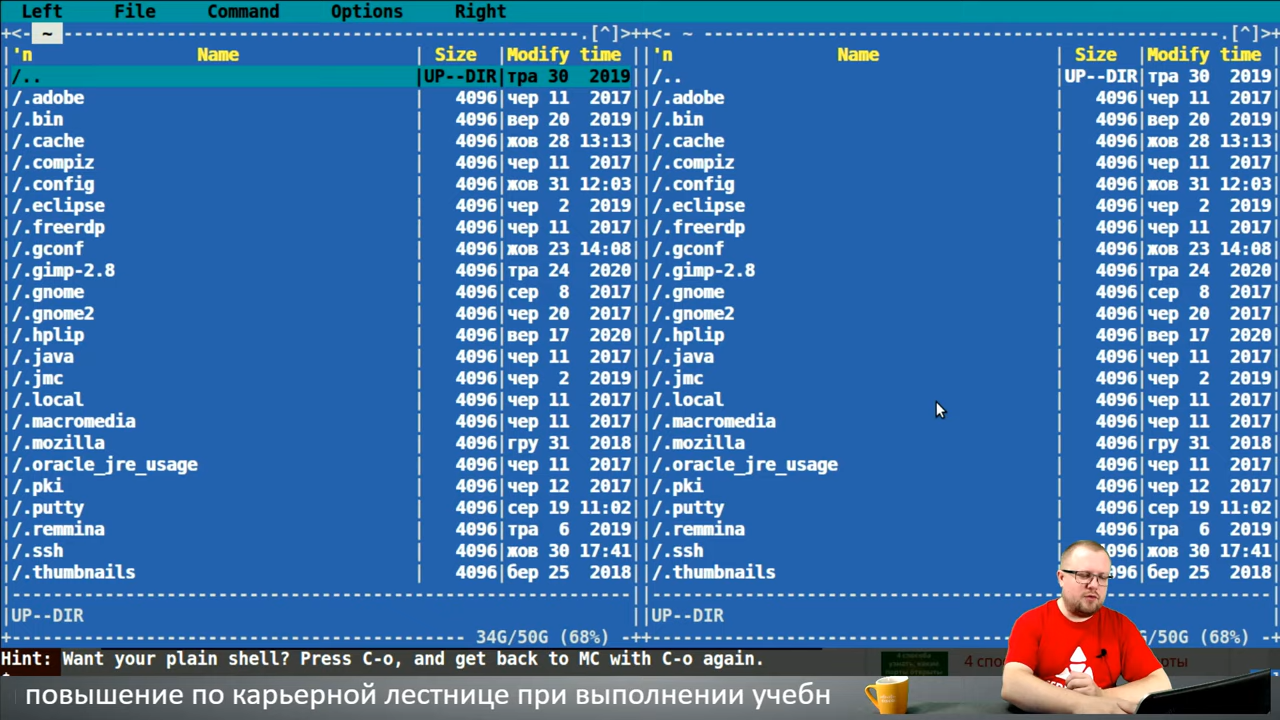 Left File Command Options Right
+<- ~ ---.[^]>++<- ~ ---.[^]>+
|'n Name | Size |Modify time||'n Name | Size |Modify time|
|/.. |UP--DIR|тра 30 2019||/.. |UP--DIR|тра 30 2019|
|/.adobe | 4096|чер 11 2017||/.adobe | 4096|чер 11 2017|
|/.bin | 4096|вер 20 2019||/.bin | 4096|вер 20 2019|
|/.cache | 4096|жов 28 13:13||/.cache | 4096|жов 28 13:13|
|/.compiz | 4096|чер 11 2017||/.compiz | 4096|чер 11 2017|
|/.config | 4096|жов 31 12:03||/.config | 4096|жов 31 12:03|
|/.eclipse | 4096|чер 2 2019||/.eclipse | 4096|чер 2 2019|
|/.freerdp | 4096|чер 11 2017||/.freerdp | 4096|чер 11 2017|
|/.gconf | 4096|жов 23 14:08||/.gconf | 4096|жов 23 14:08|
|/.gimp-2.8 | 4096|тра 24 2020||/.gimp-2.8 | 4096|тра 24 2020|
|/.gnome | 4096|сер 8 2017||/.gnome | 4096|сер 8 2017|
|/.gnome2 | 4096|чер 20 2017||/.gnome2 | 4096|чер 20 2017|
|/.hplip | 4096|вер 17 2020||/.hplip | 4096|вер 17 2020|
|/.java | 4096|чер 11 2017||/.java | 4096|чер 11 2017|
|/.jmc | 4096|чер 2 2019||/.jmc | 4096|чер 2 2019|
|/.local | 4096|чер 11 2017||/.local | 4096|чер 11 2017|
|/.macromedia | 4096|чер 11 2017||/.macromedia | 4096|чер 11 2017|
|/.mozilla | 4096|гру 31 2018||/.mozilla | 4096|гру 31 2018|
|/.oracle_jre_usage | 4096|чер 11 2017||/.oracle_jre_usage | 4096|чер 11 2017|
|/.pki | 4096|чер 12 2017||/.pki | 4096|чер 12 2017|
|/.putty | 4096|сер 19 11:02||/.putty | 4096|сер 19 11:02|
|/.remmina | 4096|тра 6 2019||/.remmina | 4096|тра 6 2019|
|/.ssh | 4096|жов 30 17:41||/.ssh | 4096|жов 30 17:41|
|/.thumbnails | 4096|бер 25 2018||/.thumbnails | 4096|бер 25 2018|
|UP--DIR ||UP--DIR
34G/50G (68%) -++ /50G (68%) -+
Hint: Want your plain shell? Press C-o, and get back to MC with C-o again.
повышение по карьерной лестнице при выполнении учебн